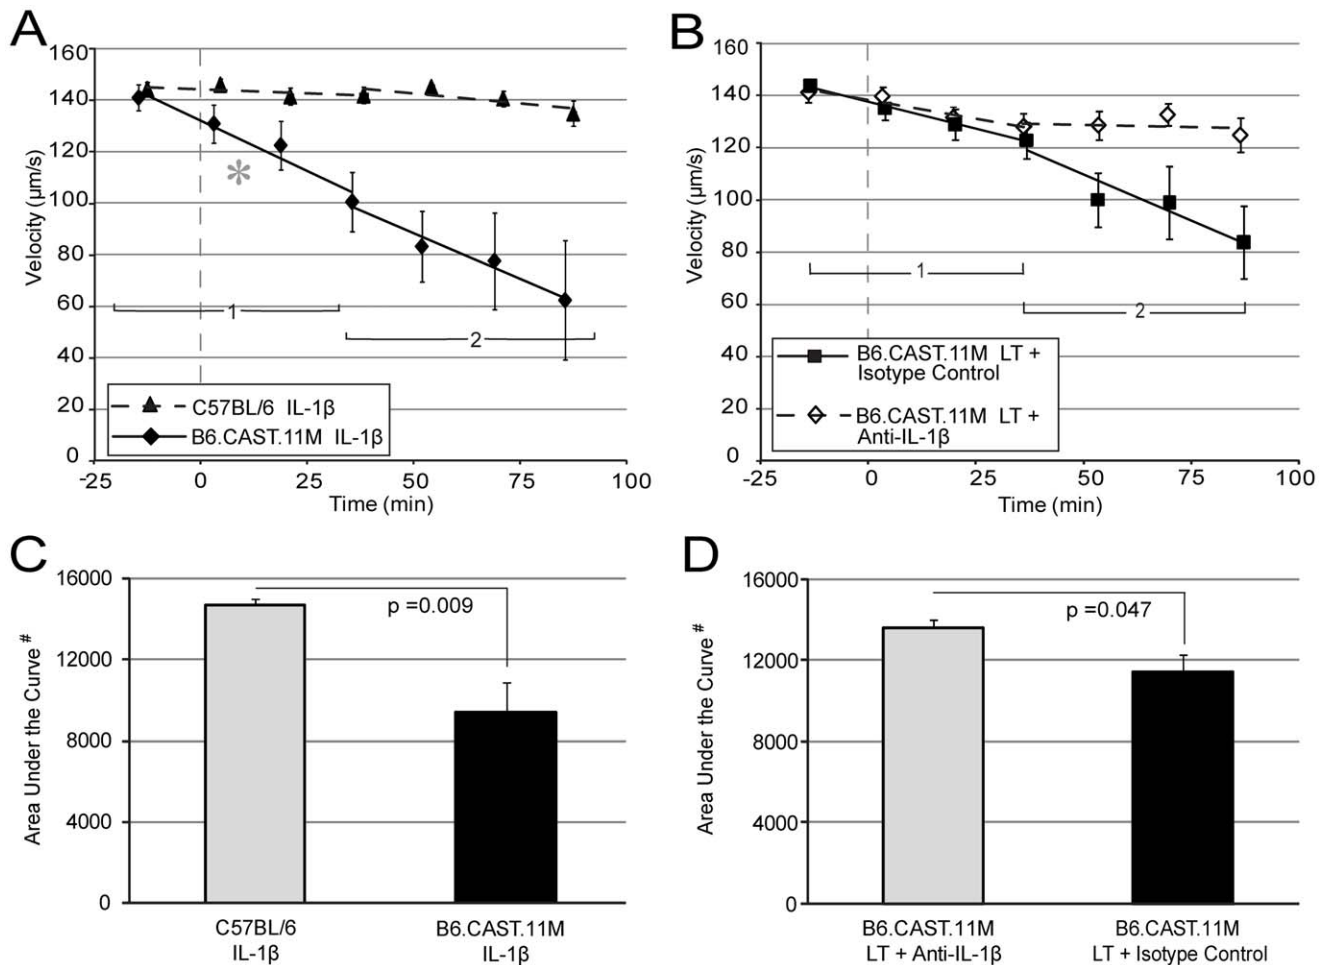 A
160
140
120
100
80
60
40
20
0
Velocity (µm/s)
*
1
2
C57BL/6 IL-1β
B6.CAST.11M IL-1β
-25
0
25
50
75
100
Time (min)
B
160
140
120
100
80
60
40
20
0
Velocity (µm/s)
1
2
B6.CAST.11M LT +
Isotype Control
B6.CAST.11M LT +
Anti-IL-1β
-25
0
25
50
75
100
Time (min)
C
16000
12000
8000
4000
0
Area Under the Curve #
p =0.009
C57BL/6
IL-1β
B6.CAST.11M
IL-1β
D
16000
12000
8000
4000
0
Area Under the Curve #
p =0.047
B6.CAST.11M
LT + Anti-IL-1β
B6.CAST.11M
LT + Isotype Control